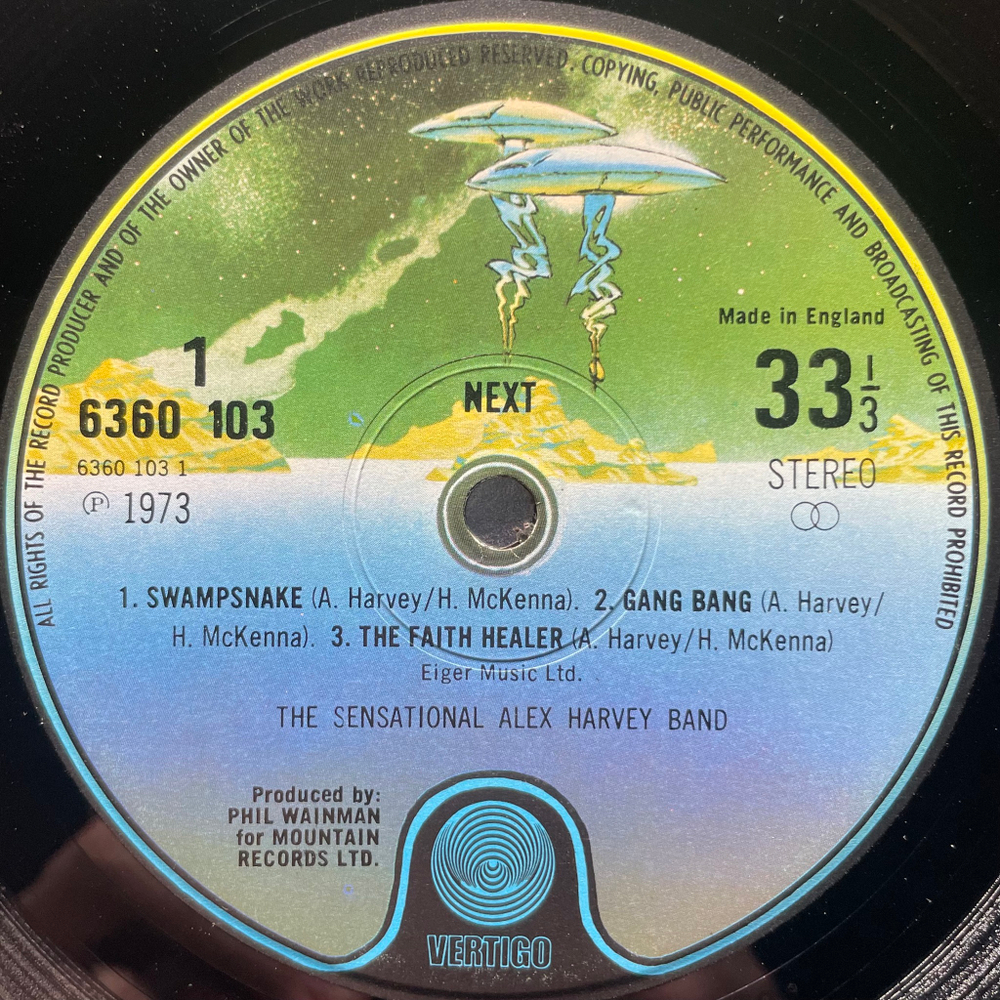 ALL RIGHTS OF THE RECORD PRODUCER AND OF THE OWNER OF THE WORK REPRODUCED RESERVED. COPYING, PUBLIC PERFORMANCE AND BROADCASTING OF THIS RECORD PROHIBITED
Made in England
1
6360 103
6360 103 1
Ⓟ 1973
NEXT
33⅓
STEREO
1. SWAMPSNAKE (A. Harvey/H. McKenna). 2. GANG BANG (A. Harvey/
H. McKenna). 3. THE FAITH HEALER (A. Harvey/H. McKenna)
Eiger Music Ltd.
THE SENSATIONAL ALEX HARVEY BAND
Produced by:
PHIL WAINMAN
for MOUNTAIN
RECORDS LTD.
VERTIGO